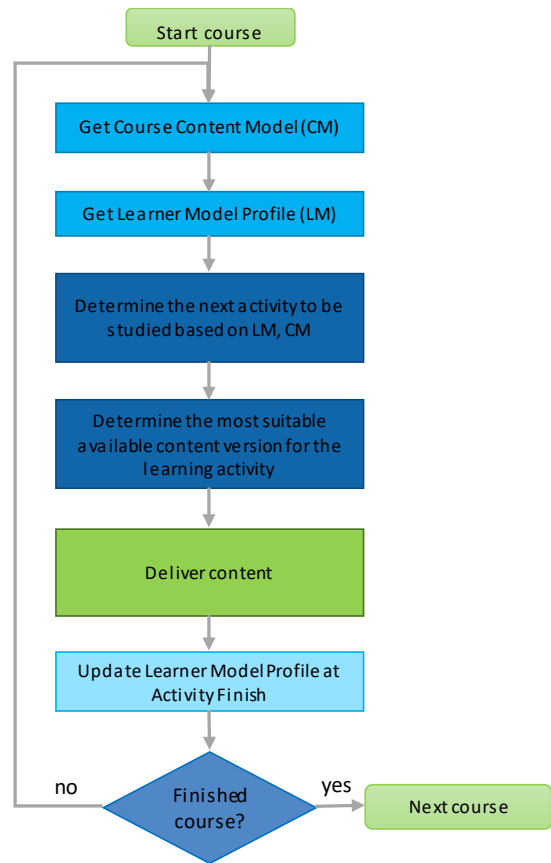 Start course
Get Course Content Model (CM)
Get Learner Model Profile (LM)
Determine the next activity to be
studied based on LM, CM
Determine the most suitable
available content version for the
learning activity
Deliver content
Update Learner Model Profile at
Activity Finish
no
Finished
course?
yes
Next course